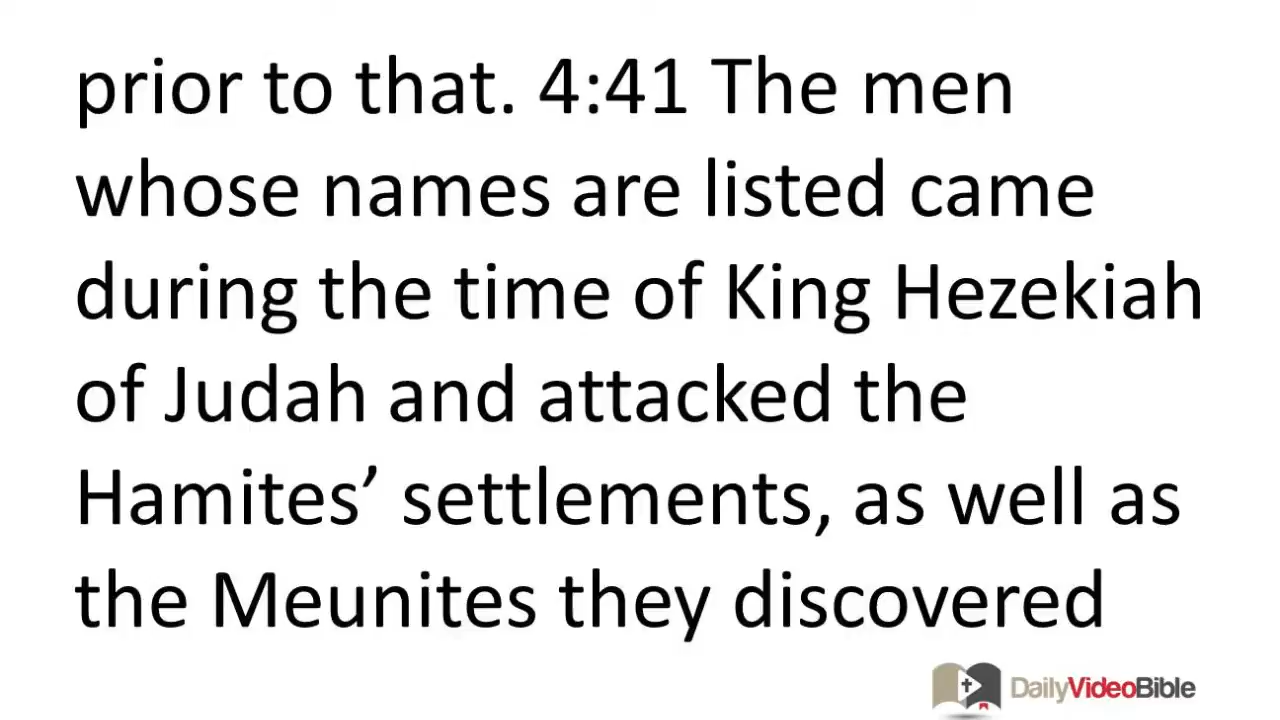 prior to that. 4:41 The men
whose names are listed came
during the time of King Hezekiah
of Judah and attacked the
Hamites’ settlements, as well as
the Meunites they discovered
DailyVideoBible